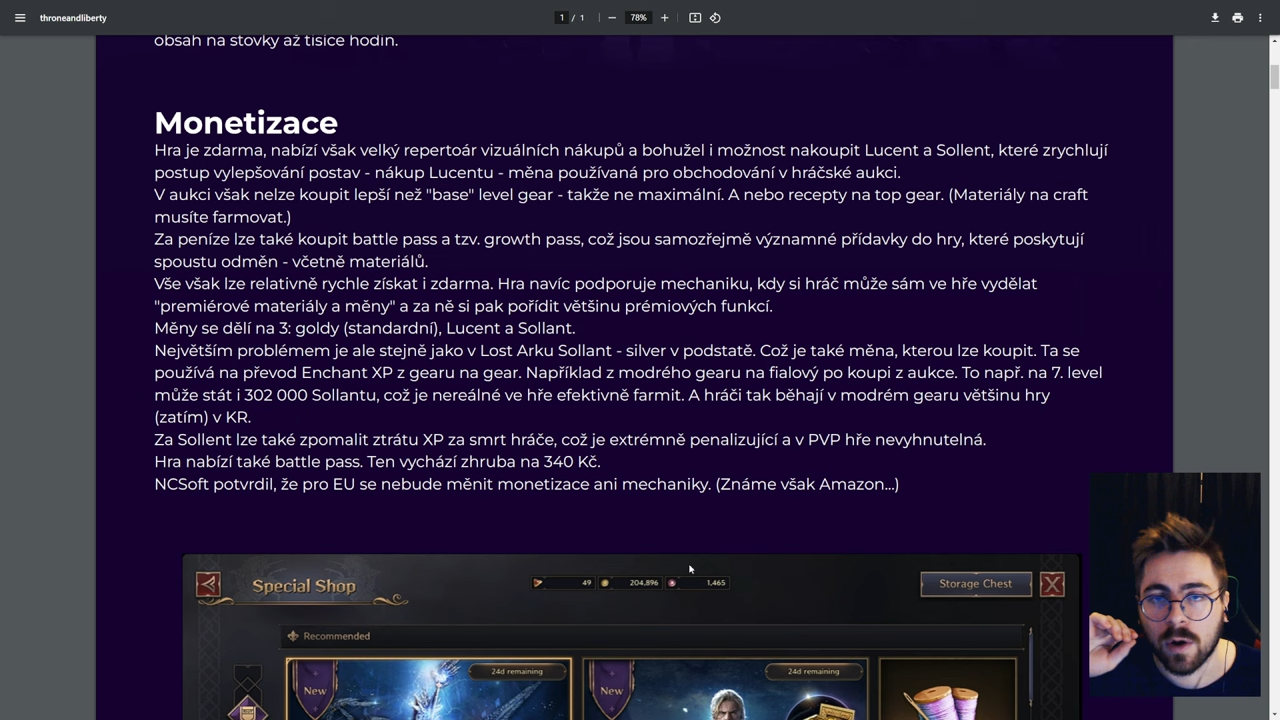 throneandliberty
1 / 1
78%
obsah na stovky až tisíce hodin.
Monetizace
Hra je zdarma, nabízí však velký repertoár vizuálních nákupů a bohužel i možnost nakoupit Lucent a Sollent, které zrychlují
postup vylepšování postav - nákup Lucentu - měna používaná pro obchodování v hráčské aukci.
V aukci však nelze koupit lepší než "base" level gear - takže ne maximální. A nebo recepty na top gear. (Materiály na craft
musíte farmovat.)
Za peníze lze také koupit battle pass a tzv. growth pass, což jsou samozřejmě významné přídavky do hry, které poskytují
spoustu odměn - včetně materiálů.
Vše však lze relativně rychle získat i zdarma. Hra navíc podporuje mechaniku, kdy si hráč může sám ve hře vydělat
"premiérové materiály a měny" a za ně si pak pořídit většinu prémiových funkcí.
Měny se dělí na 3: goldy (standardní), Lucent a Sollant.
Největším problémem je ale stejně jako v Lost Arku Sollant - silver v podstatě. Což je také měna, kterou lze koupit. Ta se
používá na převod Enchant XP z gearu na gear. Například z modrého gearu na fialový po koupi z aukce. To např. na 7. level
může stát i 302 000 Sollantu, což je nereálné ve hře efektivně farmit. A hráči tak běhají v modrém gearu většinu hry
(zatím) v KR.
Za Sollent lze také zpomalit ztrátu XP za smrt hráče, což je extrémně penalizující a v PVP hře nevyhnutelná.
Hra nabízí také battle pass. Ten vychází zhruba na 340 Kč.
NCSoft potvrdil, že pro EU se nebude měnit monetizace ani mechaniky. (Známe však Amazon...)
Special Shop
49
204,896
1,465
Storage Chest
Recommended
New
24d remaining
New
24d remaining